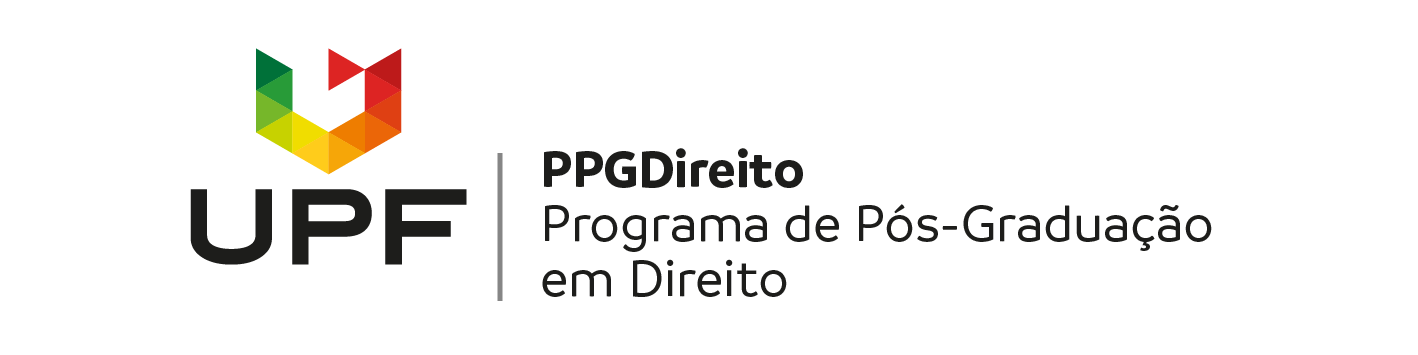 UPF
PPGDireito
Programa de Pós-Graduação
em Direito